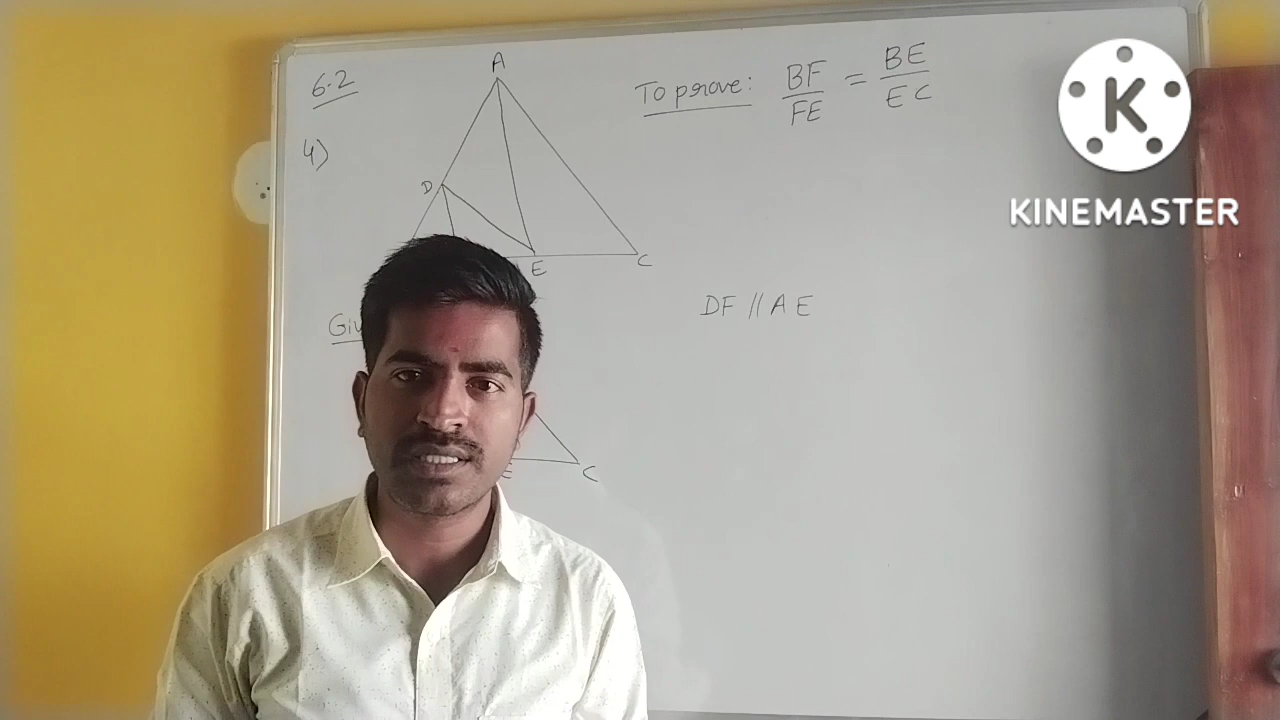 6.2
A
To prove: BF/FE = BE/EC
4)
D
E
C
DF // AE
C
K
KINEMASTER